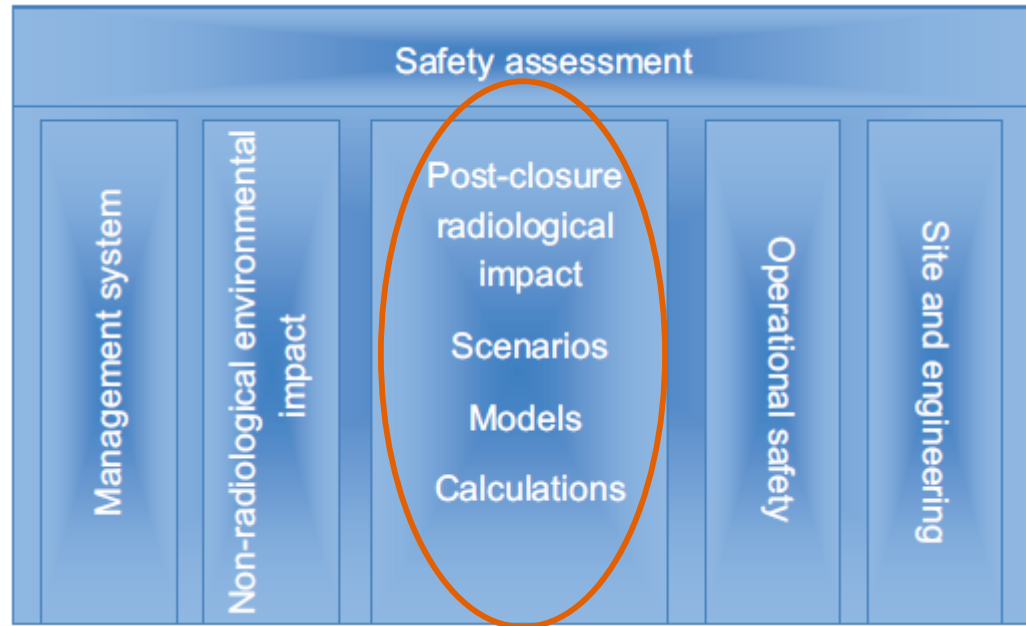 Safety assessment
Management system
Non-radiological environmental
impact
Post-closure
radiological
impact
Scenarios
Models
Calculations
Operational safety
Site and engineering